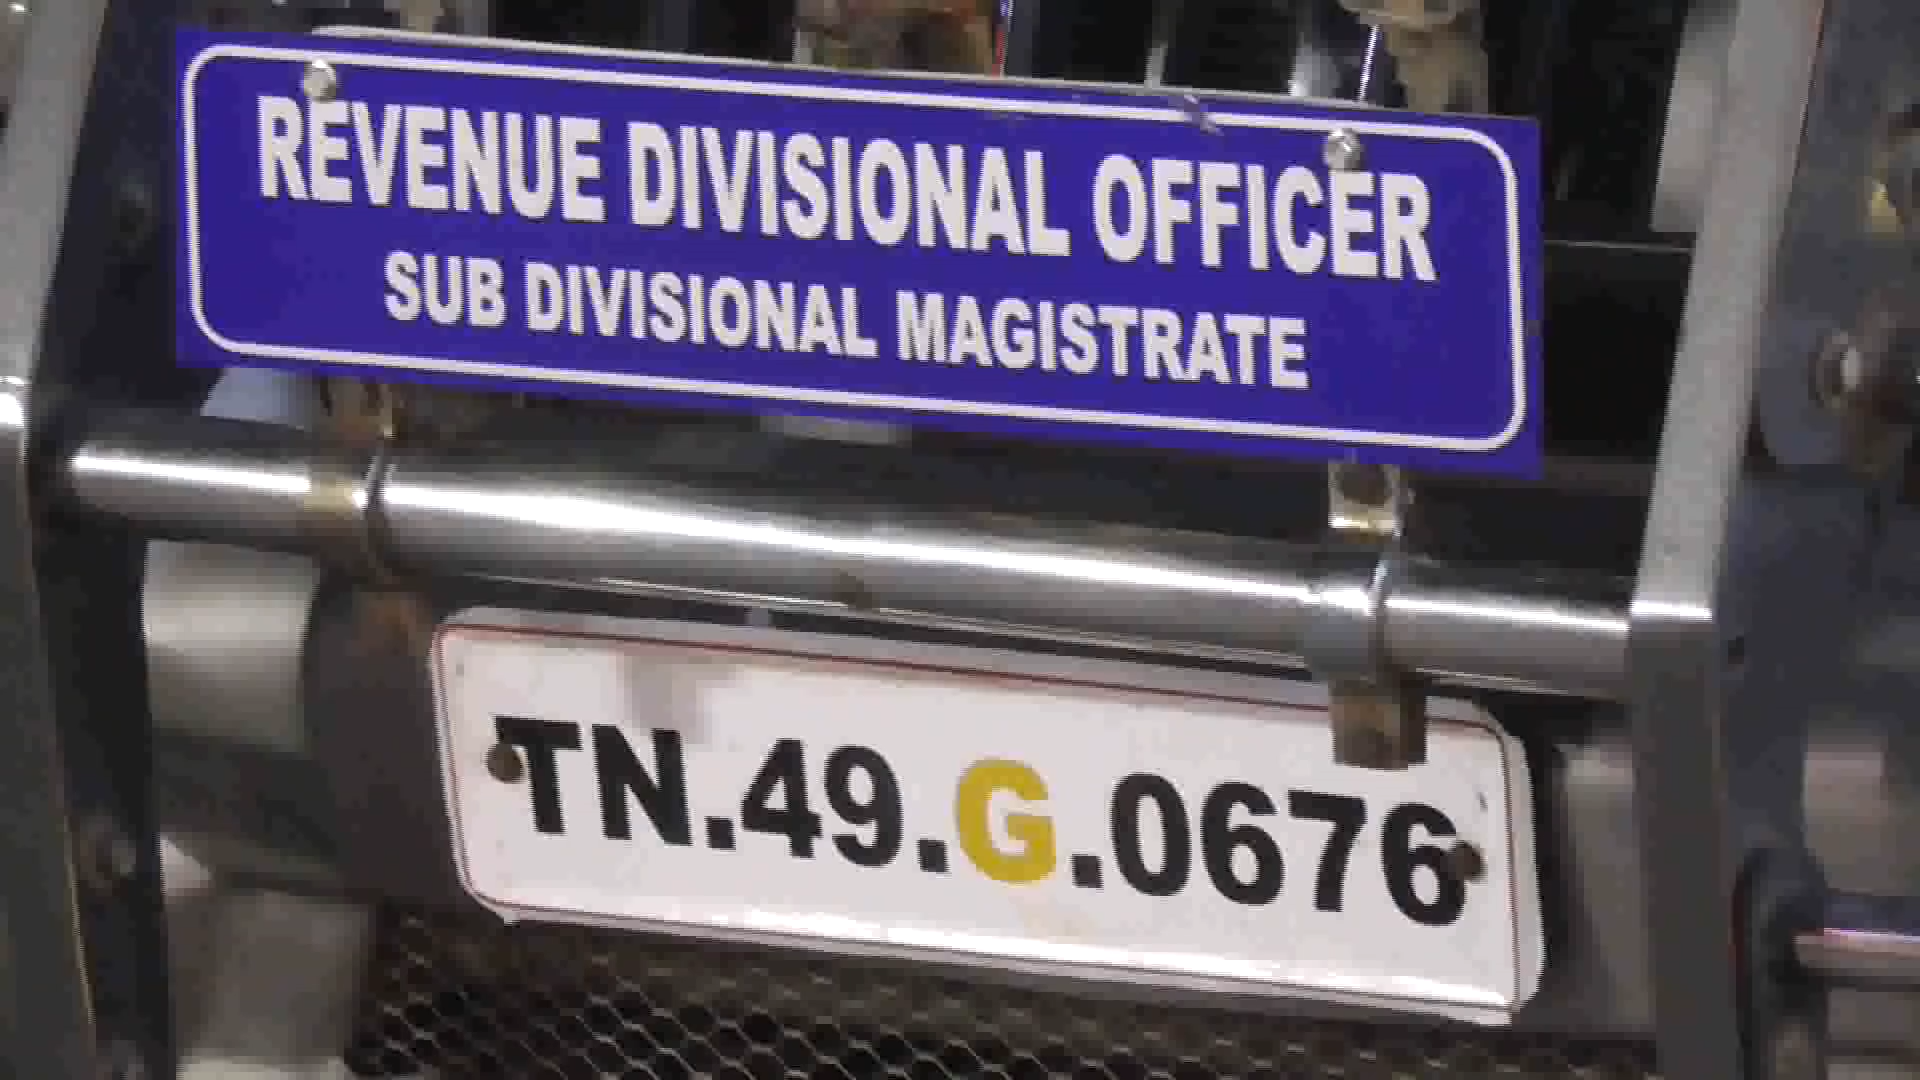 REVENUE DIVISIONAL OFFICER
SUB DIVISIONAL MAGISTRATE
TN.49.G.0676